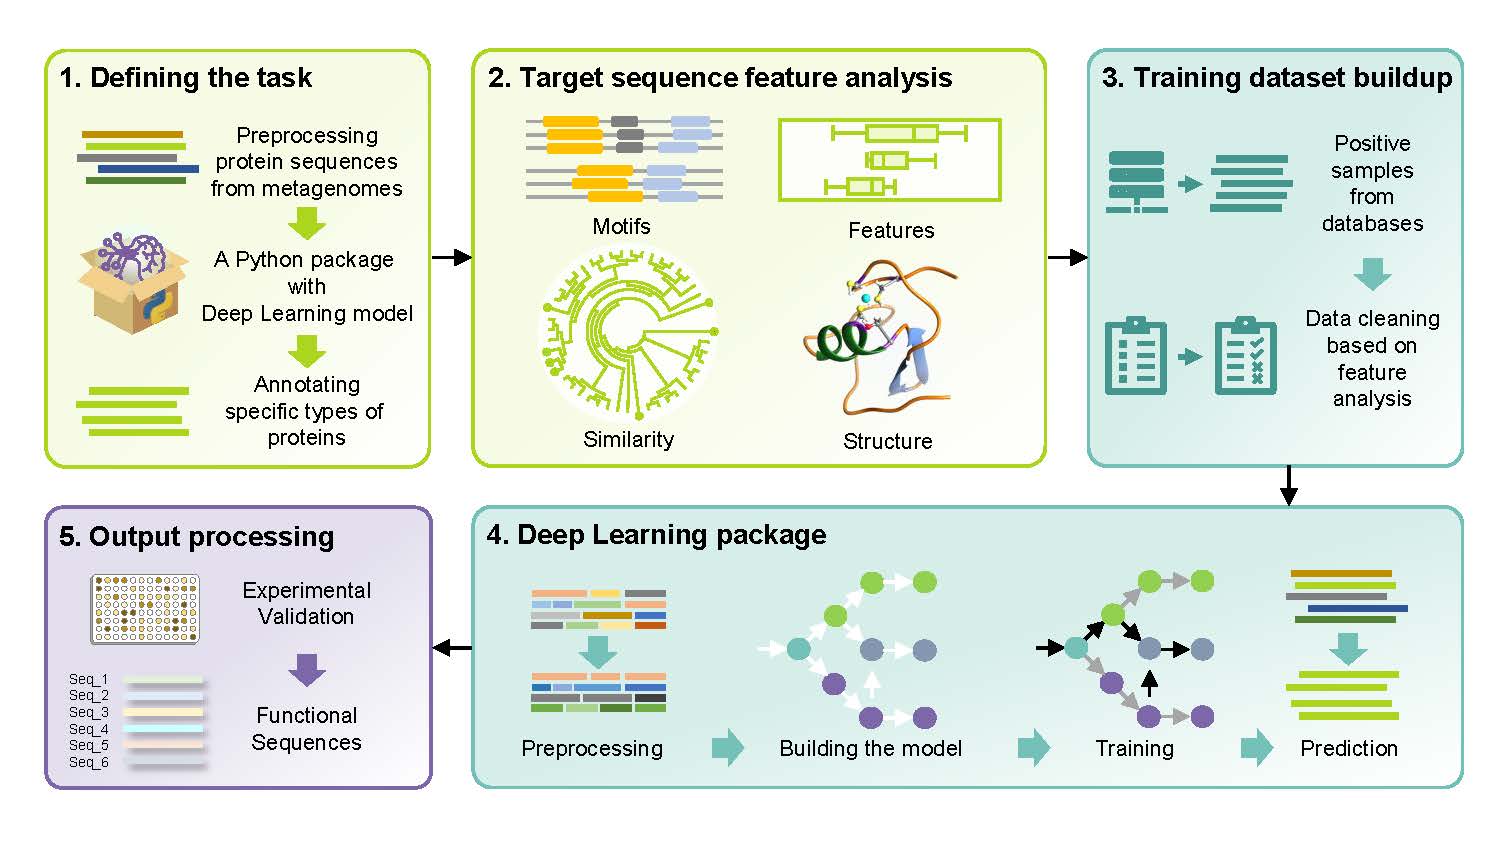 1. Defining the task
Preprocessing
protein sequences
from metagenomes
A Python package
with
Deep Learning model
Annotating
specific types of
proteins
2. Target sequence feature analysis
Motifs
Features
Similarity
Structure
3. Training dataset buildup
Positive
samples
from
databases
Data cleaning
based on
feature
analysis
4. Deep Learning package
Preprocessing
Building the model
Training
Prediction
5. Output processing
Experimental
Validation
Seq_1
Seq_2
Seq_3
Seq_4
Seq_5
Seq_6
Functional
Sequences